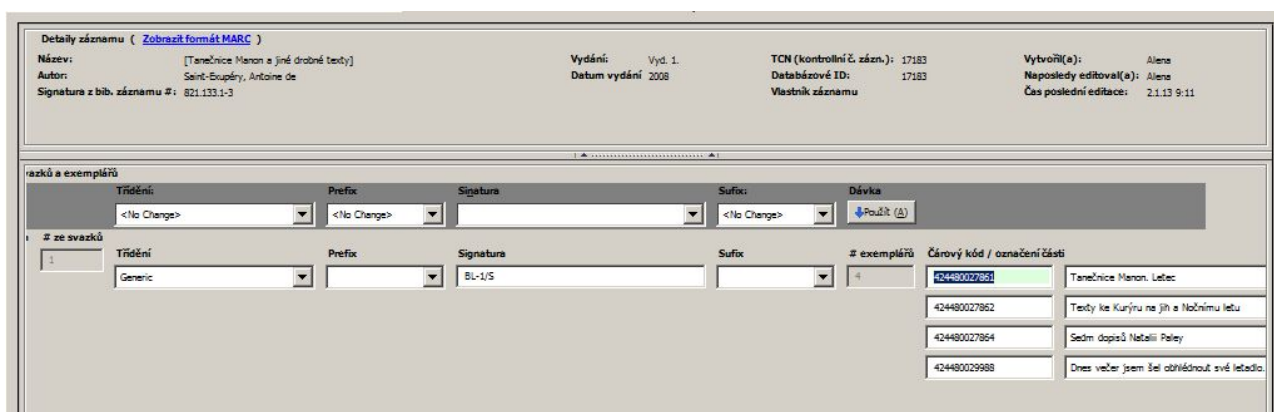 Detaily záznamu ( Zobrazit formát MARC )
Název: [Tanečnice Manon a jiné drobné texty] Vydání: Vyd. 1. TCN (kontrollní č. zázn.): 17183 Vytvořil(a): Alena
Autor: Saint-Exupéry, Antoine de Datum vydání 2008 Databázové ID: 17183 Naposledy editoval(a): Alena
Signatura z bib. záznamu #: 821.133.1-3 Vlastník záznamu Čas poslední editace: 2.1.13 9:11
vazků a exemplářů
Třídění: Prefix Signatura Sufix: Dávka
<No Change> <No Change> <No Change> Použít (A)
# ze svazků
Třídění Prefix Signatura Sufix # exemplářů Čárový kód / označení části
1 Generic BL-1/S 4 424480027861 Tanečnice Manon. Letec
424480027862 Texty ke Kurýru na jih a Nočnímu letu
424480027864 Sedm dopisů Natalii Paley
424480029988 Dnes večer jsem šel obhlédnout své letadlo.